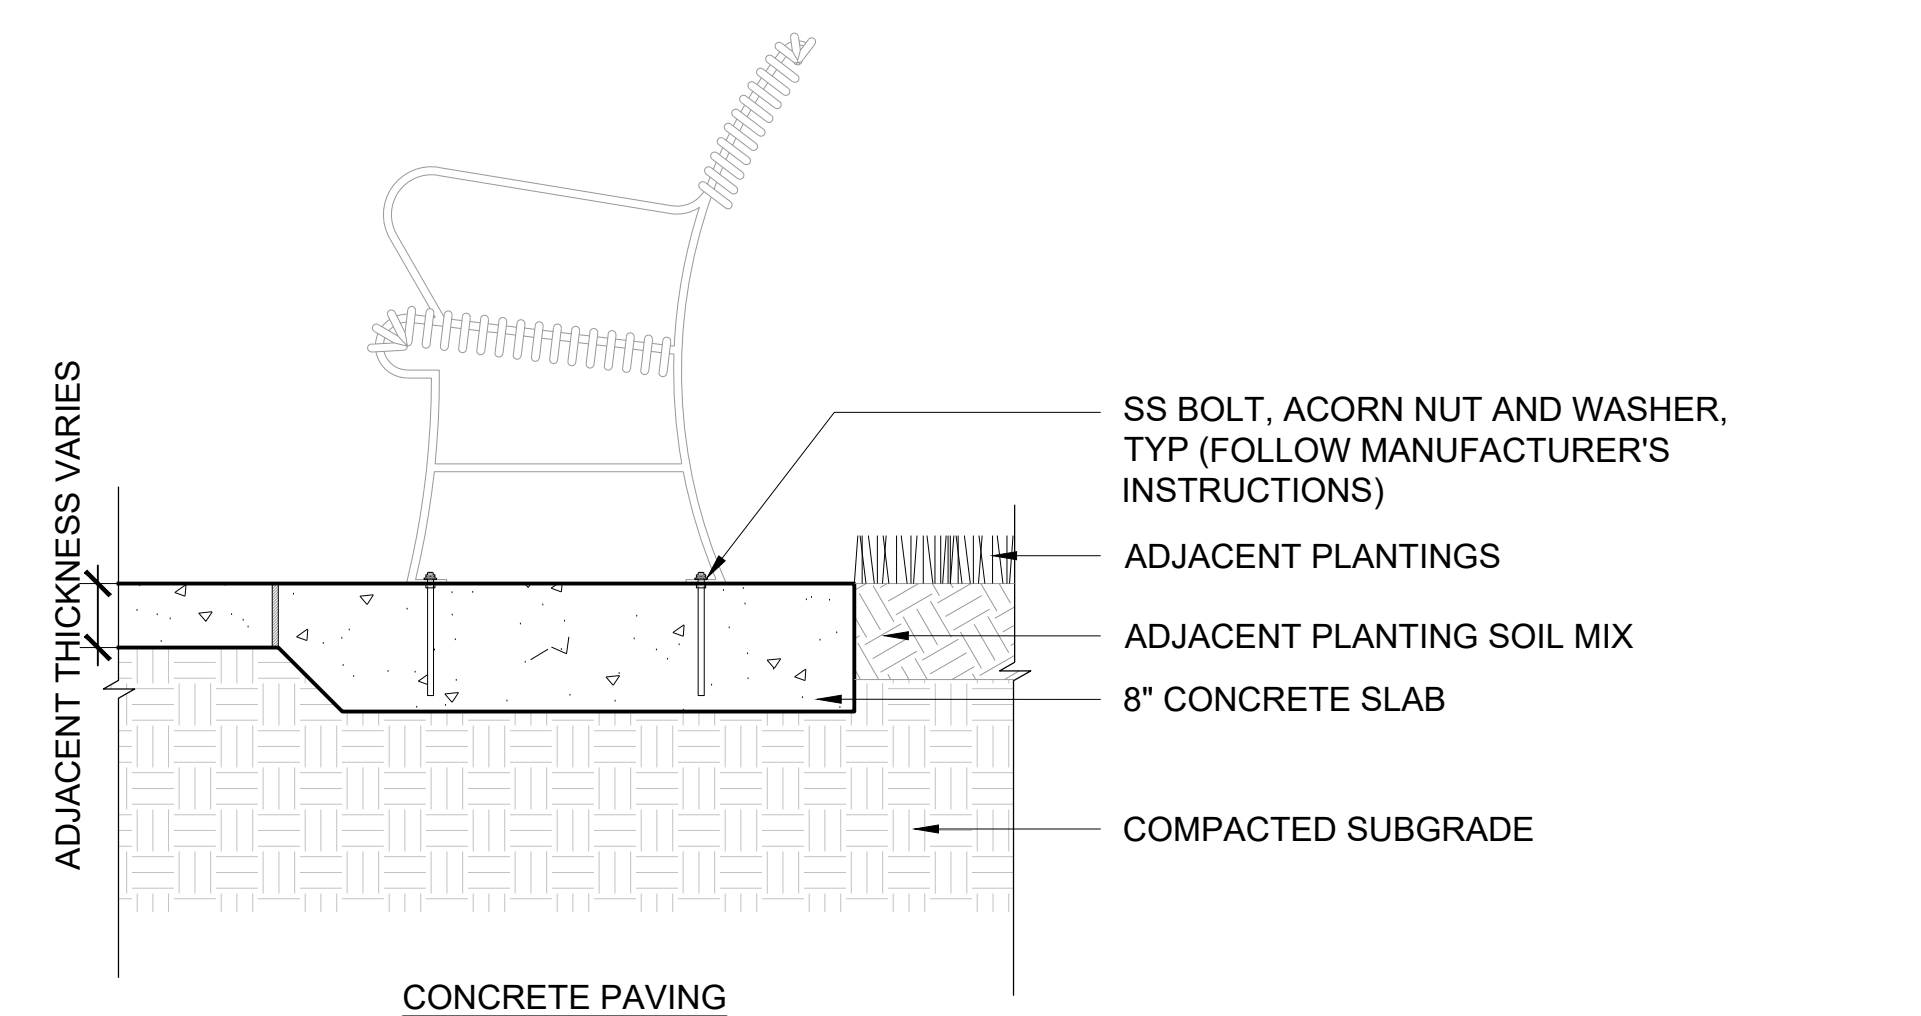 ADJACENT THICKNESS VARIES
SS BOLT, ACORN NUT AND WASHER,
TYP (FOLLOW MANUFACTURER'S
INSTRUCTIONS)
ADJACENT PLANTINGS
ADJACENT PLANTING SOIL MIX
8" CONCRETE SLAB
COMPACTED SUBGRADE
CONCRETE PAVING